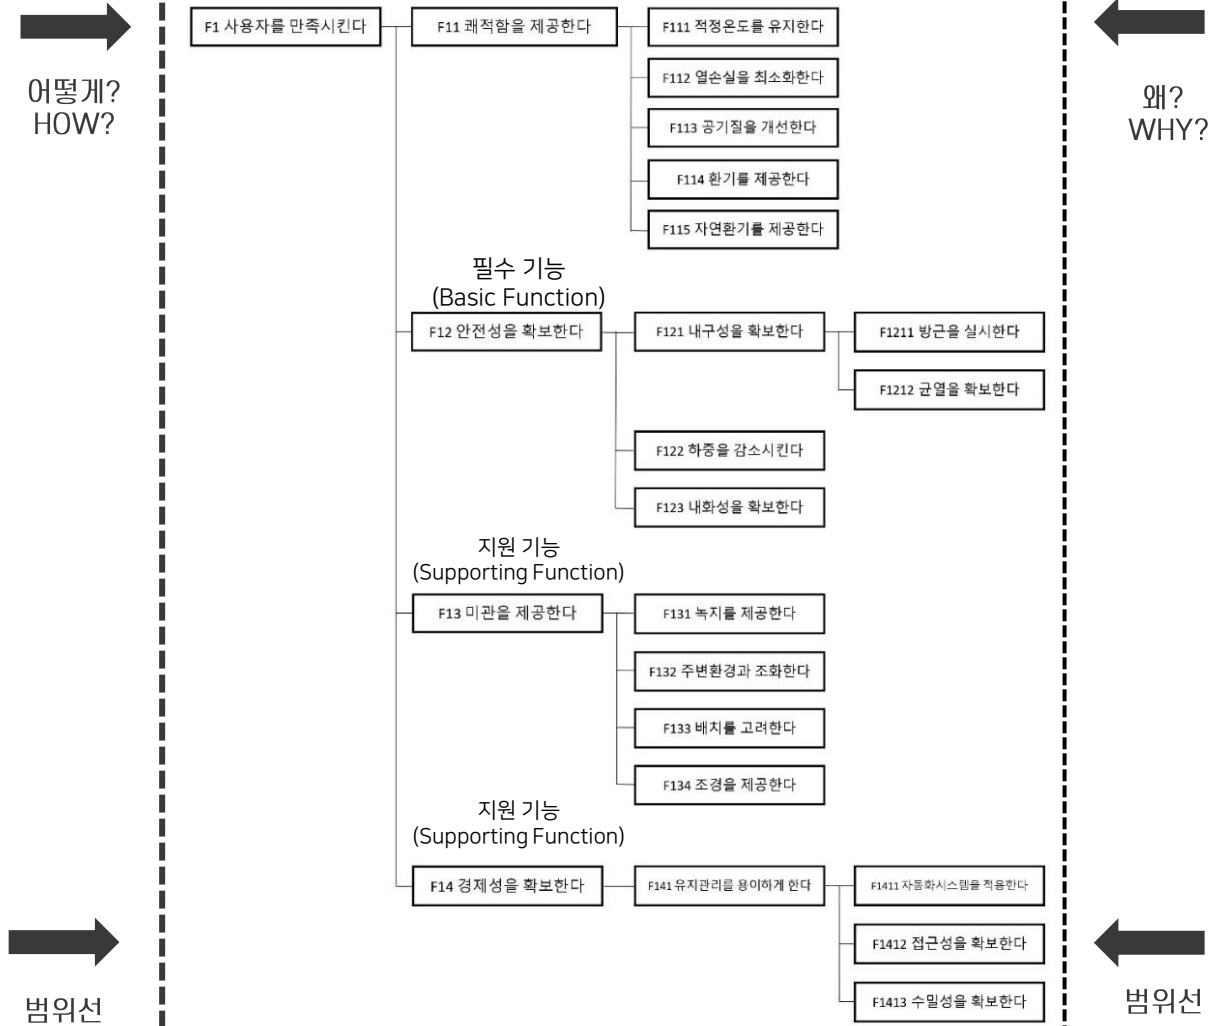 F1 사용자를 만족시킨다
F11 쾌적함을 제공한다
F111 적정온도를 유지한다
어떻게?
HOW?
왜?
WHY?
F112 열손실을 최소화한다
F113 공기질을 개선한다
F114 환기를 제공한다
F115 자연환기를 제공한다
필수 기능
(Basic Function)
F12 안전성을 확보한다
F121 내구성을 확보한다
F1211 방근을 실시한다
F1212 균열을 확보한다
F122 하중을 감소시킨다
F123 내화성을 확보한다
지원 기능
(Supporting Function)
F13 미관을 제공한다
F131 녹지를 제공한다
F132 주변환경과 조화한다
F133 배치를 고려한다
F134 조경을 제공한다
지원 기능
(Supporting Function)
F14 경제성을 확보한다
F141 유지관리를 용이하게 한다
F1411 자동화시스템을 적용한다
F1412 접근성을 확보한다
F1413 수밀성을 확보한다
범위선
범위선